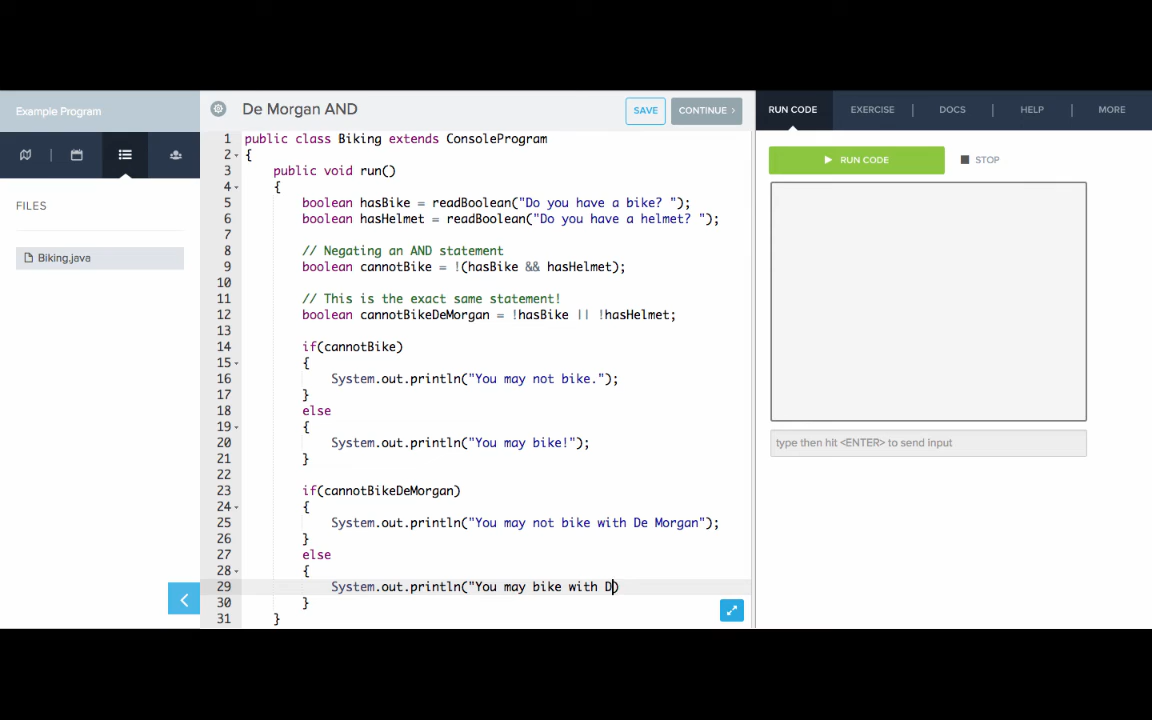 Example Program
De Morgan AND
SAVE
CONTINUE >
RUN CODE
EXERCISE
DOCS
HELP
MORE
FILES
Biking.java
1 public class Biking extends ConsoleProgram
2 {
3 public void run()
4 {
5 boolean hasBike = readBoolean("Do you have a bike? ");
6 boolean hasHelmet = readBoolean("Do you have a helmet? ");
7
8 // Negating an AND statement
9 boolean cannotBike = !(hasBike && hasHelmet);
10
11 // This is the exact same statement!
12 boolean cannotBikeDeMorgan = !hasBike || !hasHelmet;
13
14 if(cannotBike)
15 {
16 System.out.println("You may not bike.");
17 }
18 else
19 {
20 System.out.println("You may bike!");
21 }
22
23 if(cannotBikeDeMorgan)
24 {
25 System.out.println("You may not bike with De Morgan");
26 }
27 else
28 {
29 System.out.println("You may bike with D)
30 }
31 }
RUN CODE
STOP
type then hit <ENTER> to send input